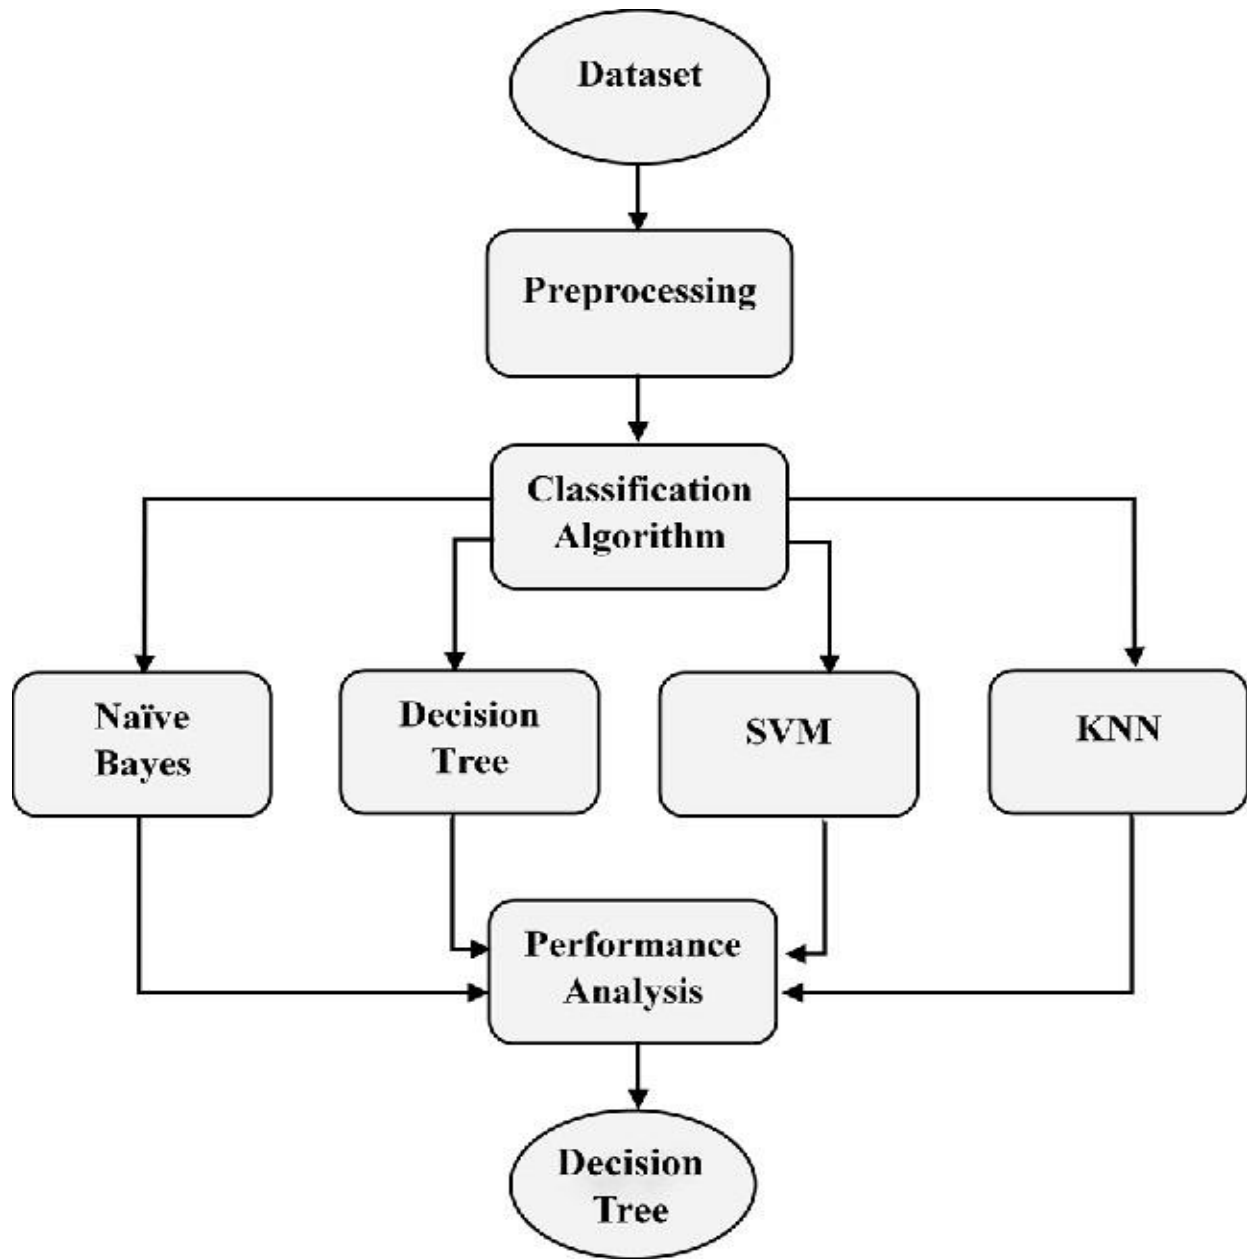 Dataset
Preprocessing
Classification
Algorithm
Naïve
Bayes
Decision
Tree
SVM
KNN
Performance
Analysis
Decision
Tree